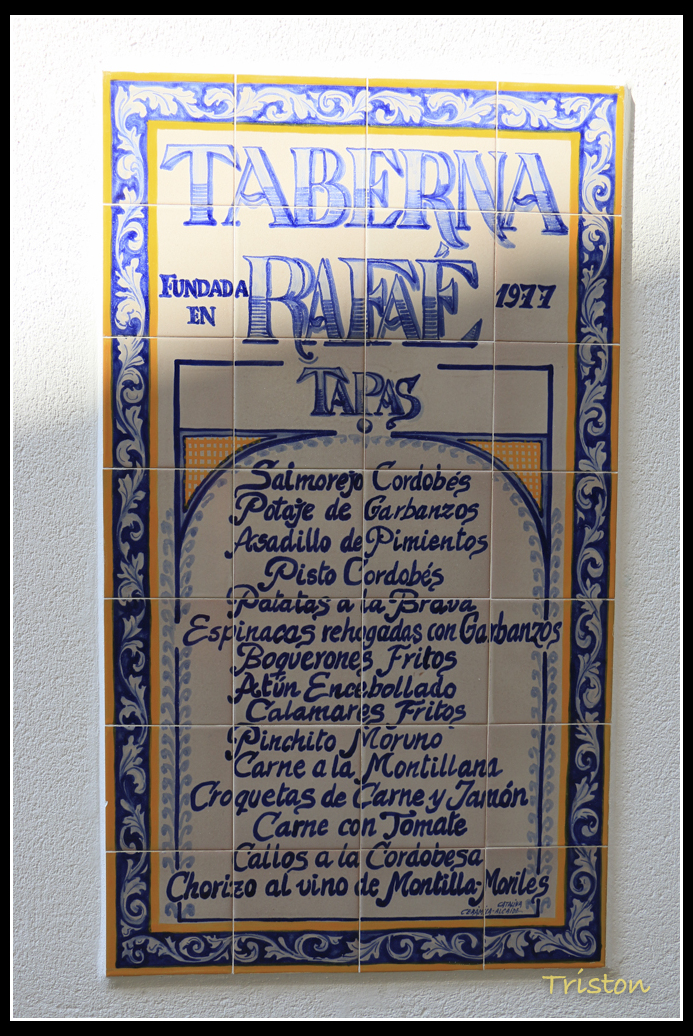 TABERNA
RAFAÉ
FUNDADA
EN
1977
TAPAS
Salmorejo Cordobés
Potaje de Garbanzos
Asadillo de Pimientos
Pisto Cordobés
Patatas a la Brava
Espinacas rehogadas con Garbanzos
Boquerones Fritos
Atún Encebollado
Calamares Fritos
Pinchito Moruno
Carne a la Montillana
Croquetas de Carne y Jamón
Carne con Tomate
Callos a la Cordobesa
Chorizo al vino de Montilla-Moriles
Triston